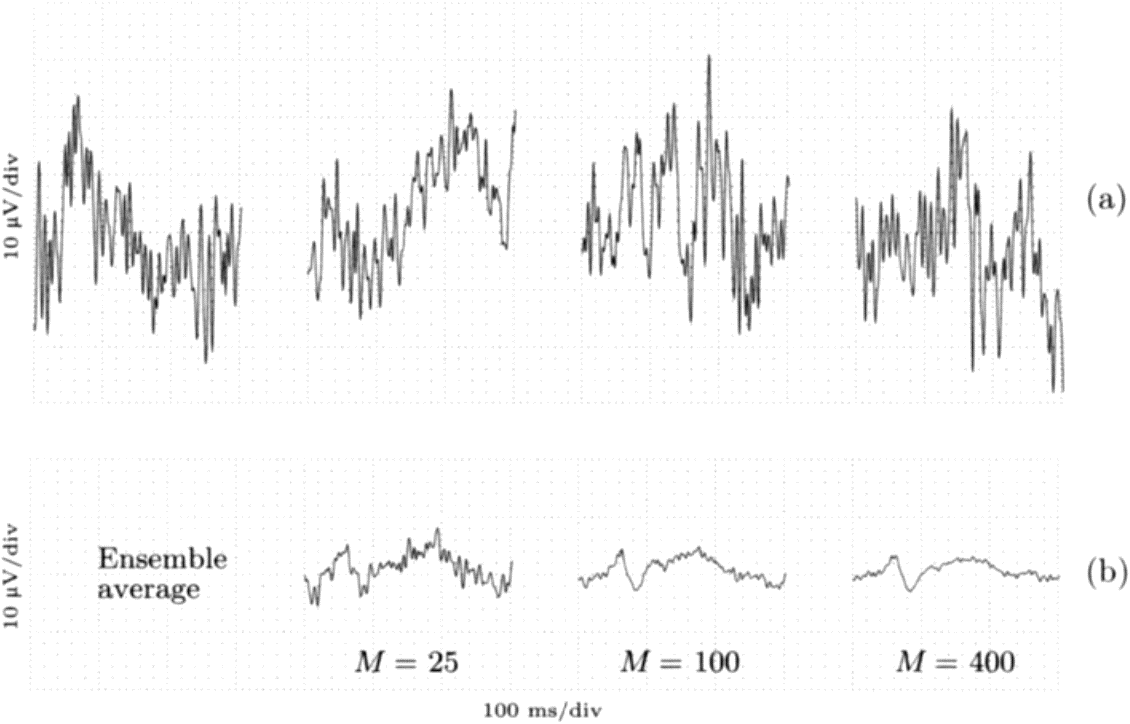 10 μV/div
(a)
10 μV/div
Ensemble
average
(b)
M = 25
M = 100
M = 400
100 ms/div